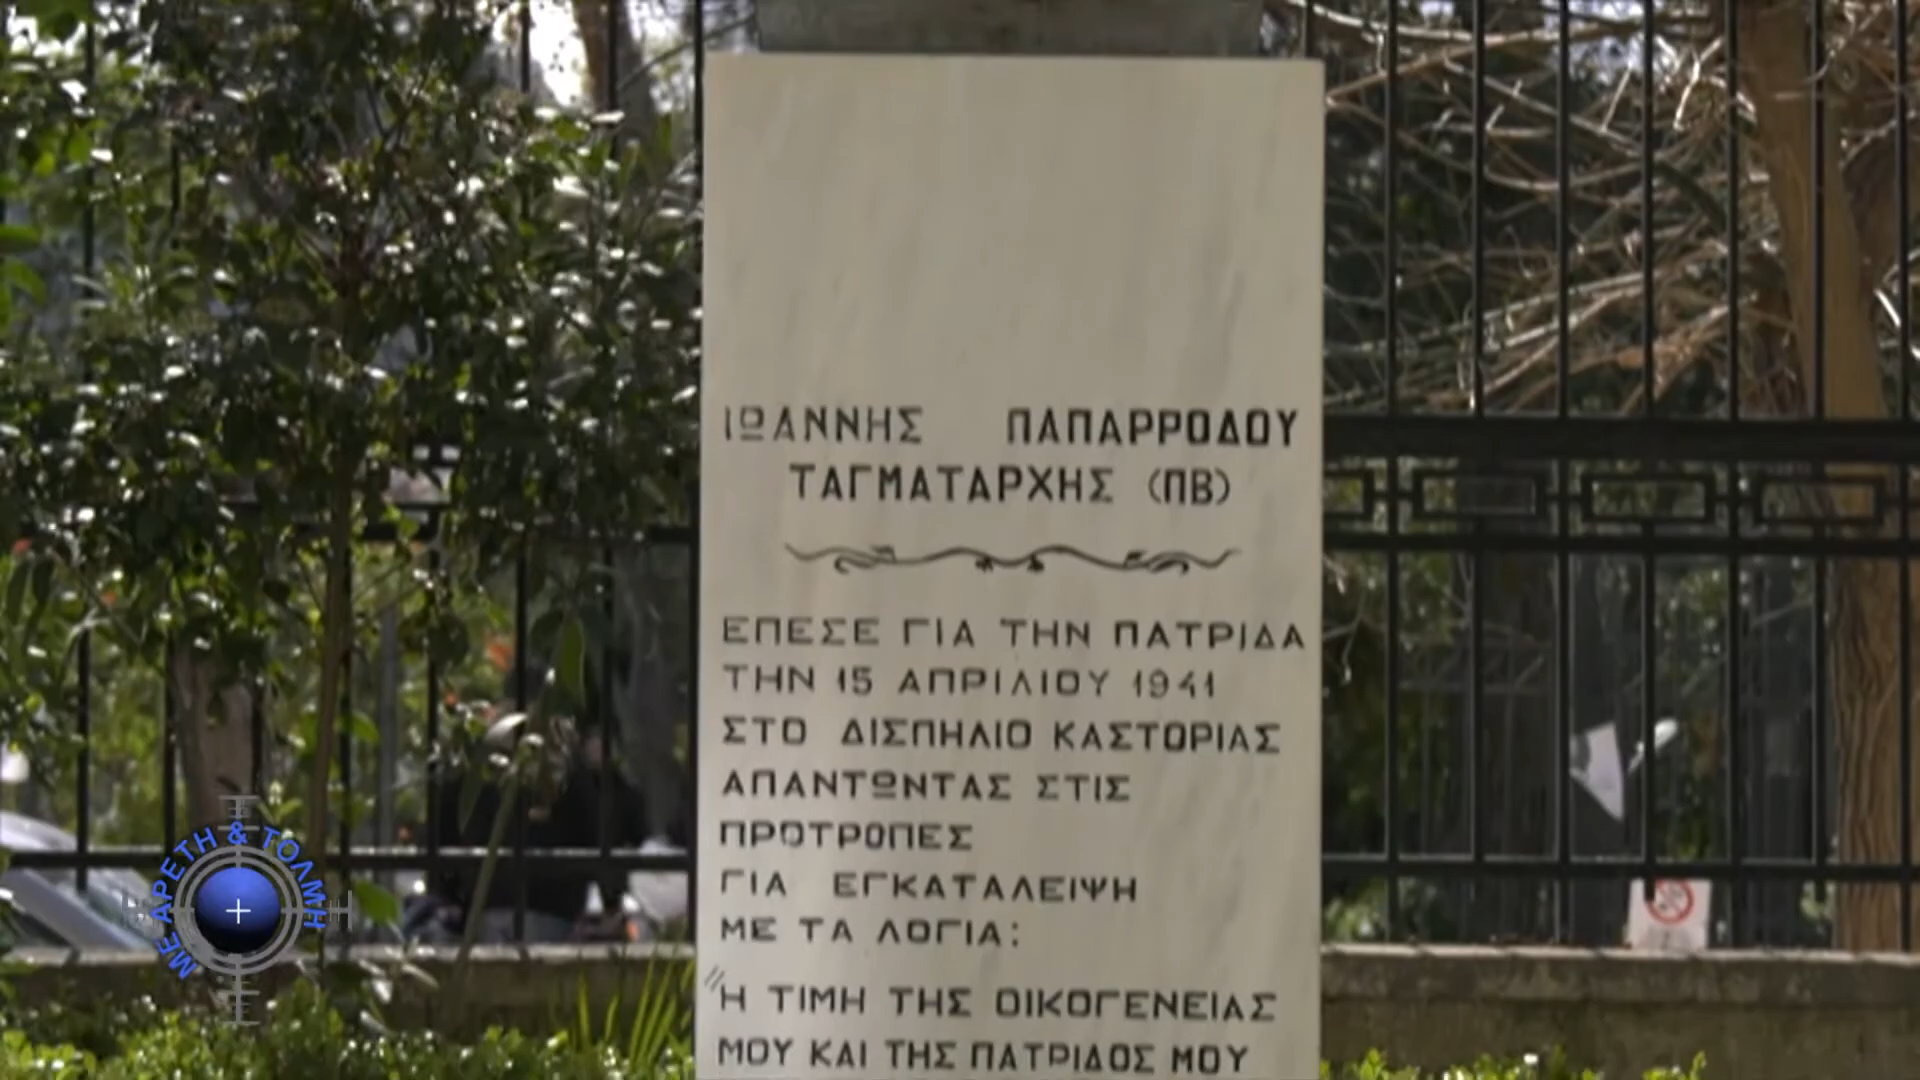 ΙΩΑΝΝΗΣ ΠΑΠΑΡΡΟΔΟΥ
ΤΑΓΜΑΤΑΡΧΗΣ (ΠΒ)
ΕΠΕΣΕ ΓΙΑ ΤΗΝ ΠΑΤΡΙΔΑ
ΤΗΝ 15 ΑΠΡΙΛΙΟΥ 1941
ΣΤΟ ΔΙΣΠΗΛΙΟ ΚΑΣΤΟΡΙΑΣ
ΑΠΑΝΤΩΝΤΑΣ ΣΤΙΣ
ΠΡΟΤΡΟΠΕΣ
ΓΙΑ ΕΓΚΑΤΑΛΕΙΨΗ
ΜΕ ΤΑ ΛΟΓΙΑ:
"Η ΤΙΜΗ ΤΗΣ ΟΙΚΟΓΕΝΕΙΑΣ
ΜΟΥ ΚΑΙ ΤΗΣ ΠΑΤΡΙΔΟΣ ΜΟΥ
ΜΕ ΑΡΕΤΗ & ΤΟΛΜΗ